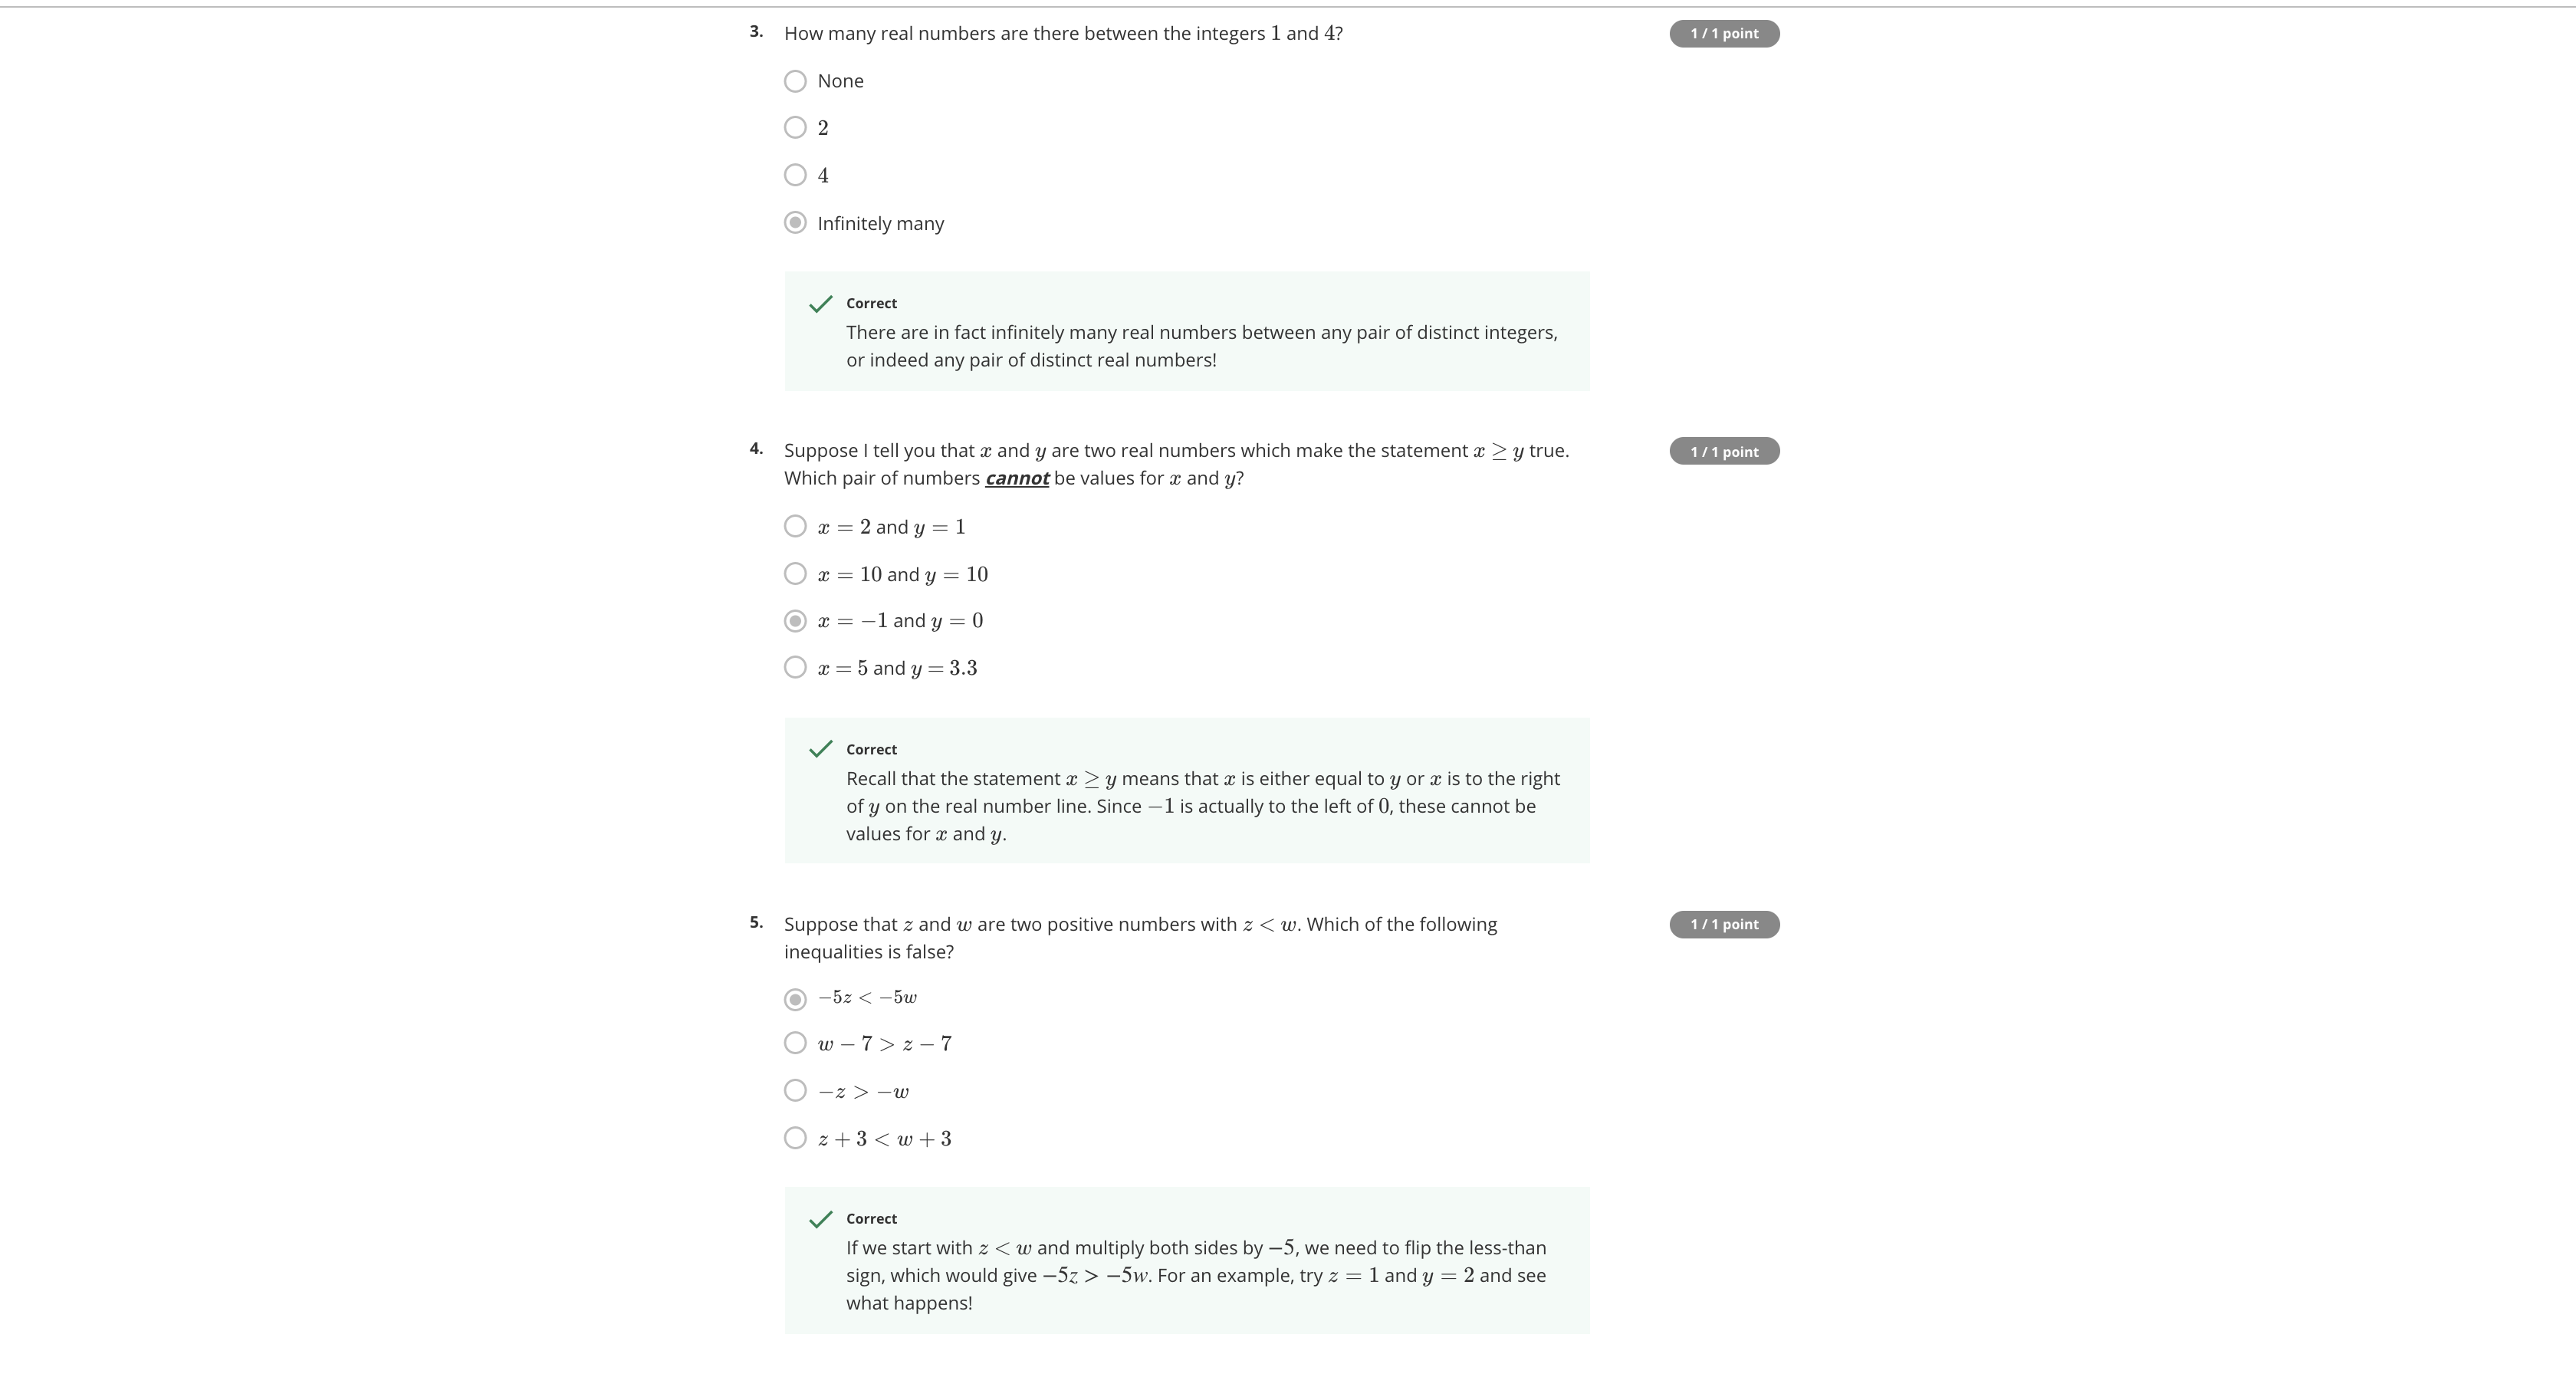 3. How many real numbers are there between the integers 1 and 4?
1 / 1 point
None
2
4
Infinitely many
Correct
There are in fact infinitely many real numbers between any pair of distinct integers,
or indeed any pair of distinct real numbers!
4. Suppose I tell you that x and y are two real numbers which make the statement x ≥ y true.
1 / 1 point
Which pair of numbers cannot be values for x and y?
x = 2 and y = 1
x = 10 and y = 10
x = −1 and y = 0
x = 5 and y = 3.3
Correct
Recall that the statement x ≥ y means that x is either equal to y or x is to the right
of y on the real number line. Since −1 is actually to the left of 0, these cannot be
values for x and y.
5. Suppose that z and w are two positive numbers with z < w. Which of the following
1 / 1 point
inequalities is false?
−5z < −5w
w − 7 > z − 7
−z > −w
z + 3 < w + 3
Correct
If we start with z < w and multiply both sides by −5, we need to flip the less-than
sign, which would give −5z > −5w. For an example, try z = 1 and y = 2 and see
what happens!